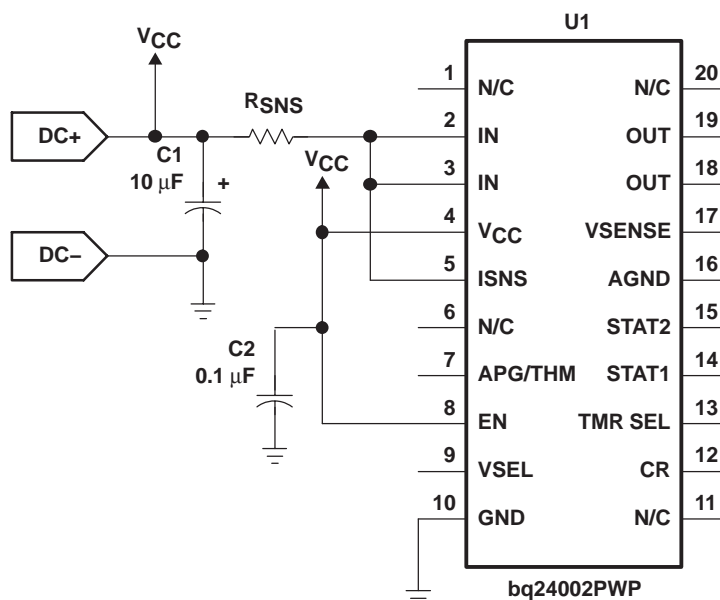 U1
VCC
1 N/C N/C 20
RSNS
DC+
2 IN OUT 19
C1
10 μF
+
VCC
3 IN OUT 18
4 VCC VSENSE 17
DC−
5 ISNS AGND 16
6 N/C STAT2 15
C2
0.1 μF
7 APG/THM STAT1 14
8 EN TMR SEL 13
9 VSEL CR 12
10 GND N/C 11
bq24002PWP